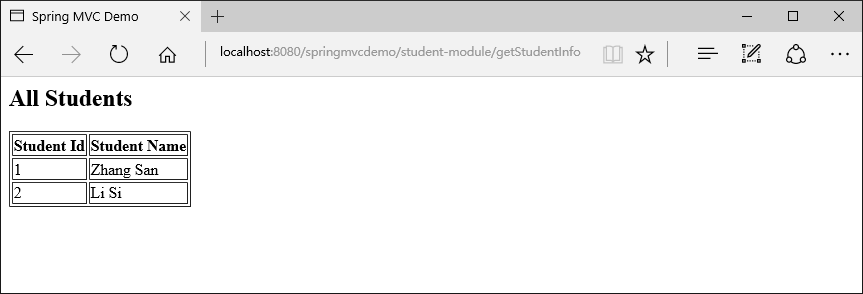 Spring MVC Demo
localhost:8080/springmvcdemo/student-module/getStudentInfo
All Students
Student Id Student Name
1 Zhang San
2 Li Si